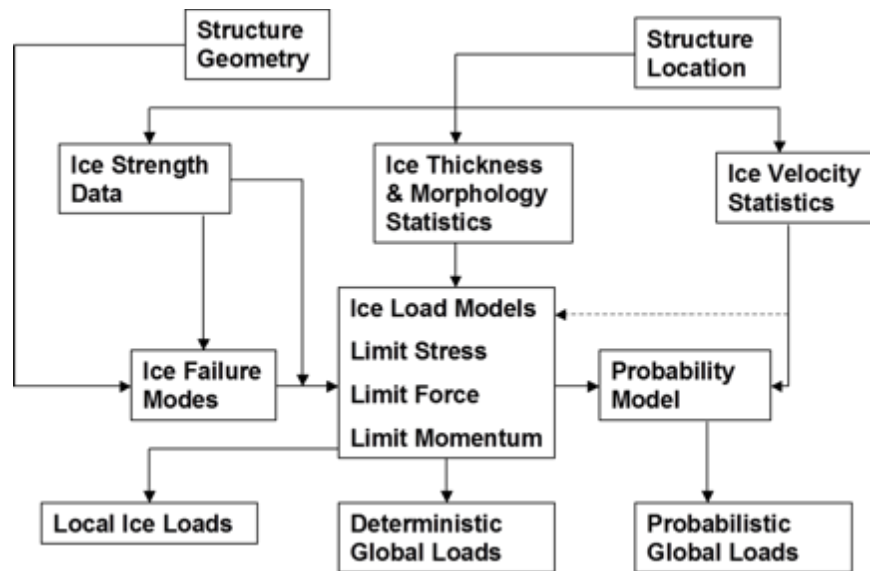 Structure
Geometry
Structure
Location
Ice Strength
Data
Ice Thickness
& Morphology
Statistics
Ice Velocity
Statistics
Ice Load Models
Limit Stress
Limit Force
Limit Momentum
Ice Failure
Modes
Probability
Model
Local Ice Loads
Deterministic
Global Loads
Probabilistic
Global Loads